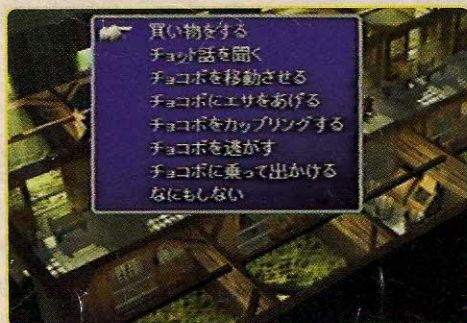 買い物をする
チョット話を聞く
チョコボを移動させる
チョコボにエサをあげる
チョコボをカップリングする
チョコボを逃がす
チョコボに乗って出かける
なにもしない